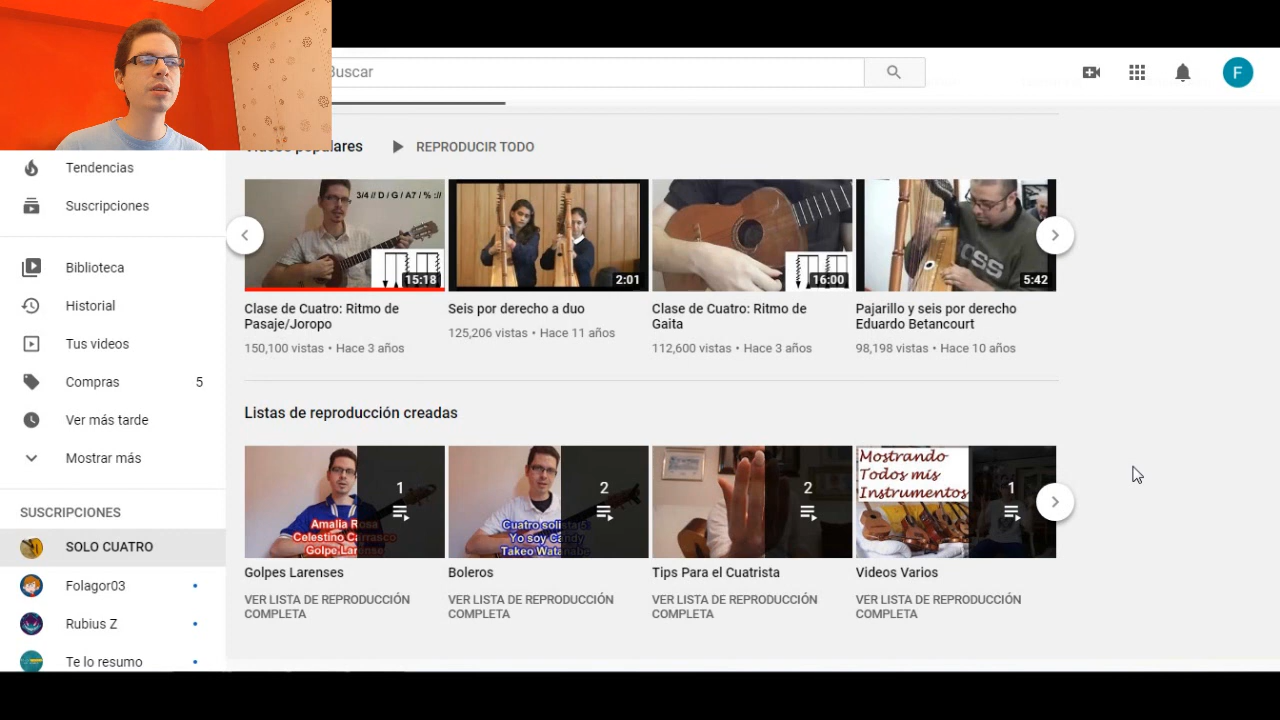 Buscar
F
Videos populares
REPRODUCIR TODO
Tendencias
Suscripciones
Biblioteca
Historial
Tus videos
Compras 5
Ver más tarde
Mostrar más
SUSCRIPCIONES
SOLO CUATRO
Folagor03
Rubius Z
Te lo resumo
3/4 // D / G / A7 / % ://
15:18
2:01
16:00
OSS
5:42
Clase de Cuatro: Ritmo de
Pasaje/Joropo
150,100 vistas • Hace 3 años
Seis por derecho a duo
125,206 vistas • Hace 11 años
Clase de Cuatro: Ritmo de
Gaita
112,600 vistas • Hace 3 años
Pajarillo y seis por derecho
Eduardo Betancourt
98,198 vistas • Hace 10 años
Listas de reproducción creadas
1
Amalia Rosa
Celestino Carrasco
Golpe Larense
2
Cuatro solista 5:
Yo soy Candy
Takeo Watanabe
2
Mostrando
Todos mis
Instrumentos
1
Golpes Larenses
VER LISTA DE REPRODUCCIÓN
COMPLETA
Boleros
VER LISTA DE REPRODUCCIÓN
COMPLETA
Tips Para el Cuatrista
VER LISTA DE REPRODUCCIÓN
COMPLETA
Videos Varios
VER LISTA DE REPRODUCCIÓN
COMPLETA